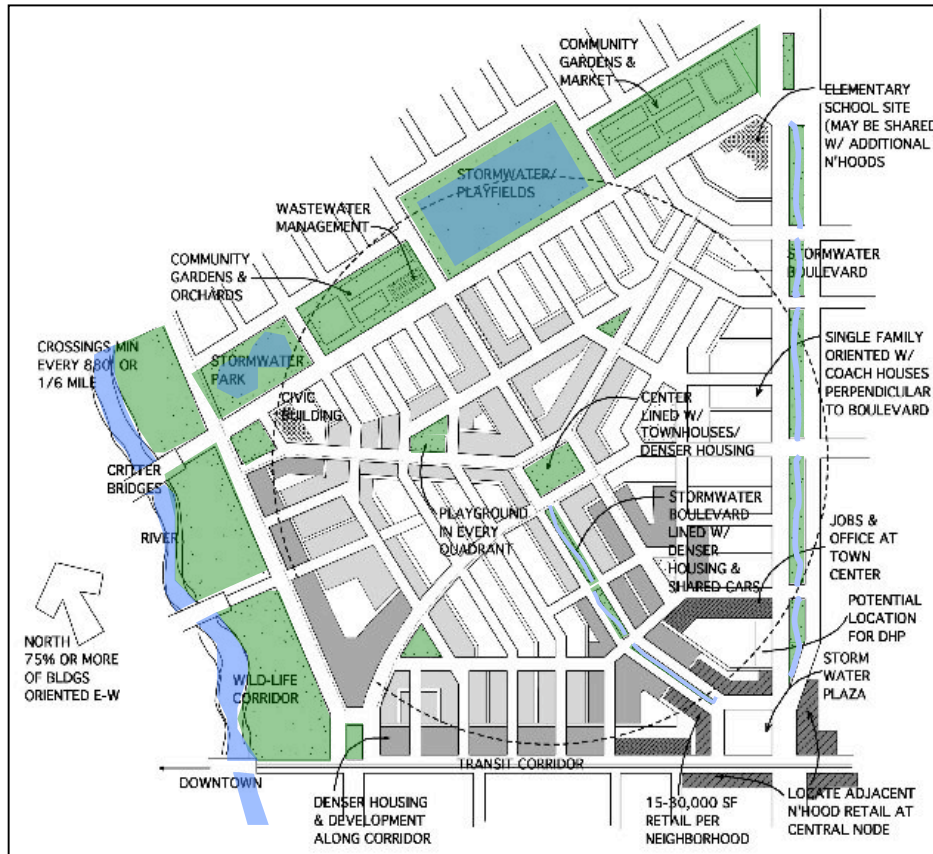 COMMUNITY
GARDENS &
MARKET
ELEMENTARY
SCHOOL SITE
(MAY BE SHARED
W/ ADDITIONAL
N'HOODS
STORMWATER/
PLAYFIELDS
WASTEWATER
MANAGEMENT
COMMUNITY
GARDENS &
ORCHARDS
STORMWATER
BOULEVARD
CROSSINGS MIN
EVERY 880' OR
1/6 MILE
STORMWATER
PARK
SINGLE FAMILY
ORIENTED W/
COACH HOUSES
PERPENDICULAR
TO BOULEVARD
CIVIC
BUILDING
CENTER
LINED W/
TOWNHOUSES/
DENSER HOUSING
CRITTER
BRIDGES
PLAYGROUND
IN EVERY
QUADRANT
STORMWATER
BOULEVARD
LINED W/
DENSER
HOUSING &
SHARED CARS
RIVER
JOBS &
OFFICE AT
TOWN
CENTER
POTENTIAL
LOCATION
FOR DHP
NORTH
75% OR MORE
OF BLDGS
ORIENTED E-W
WILD-LIFE
CORRIDOR
STORM
WATER
PLAZA
TRANSIT CORRIDOR
DOWNTOWN
DENSER HOUSING
& DEVELOPMENT
ALONG CORRIDOR
15-30,000 SF
RETAIL PER
NEIGHBORHOOD
LOCATE ADJACENT
N'HOOD RETAIL AT
CENTRAL NODE